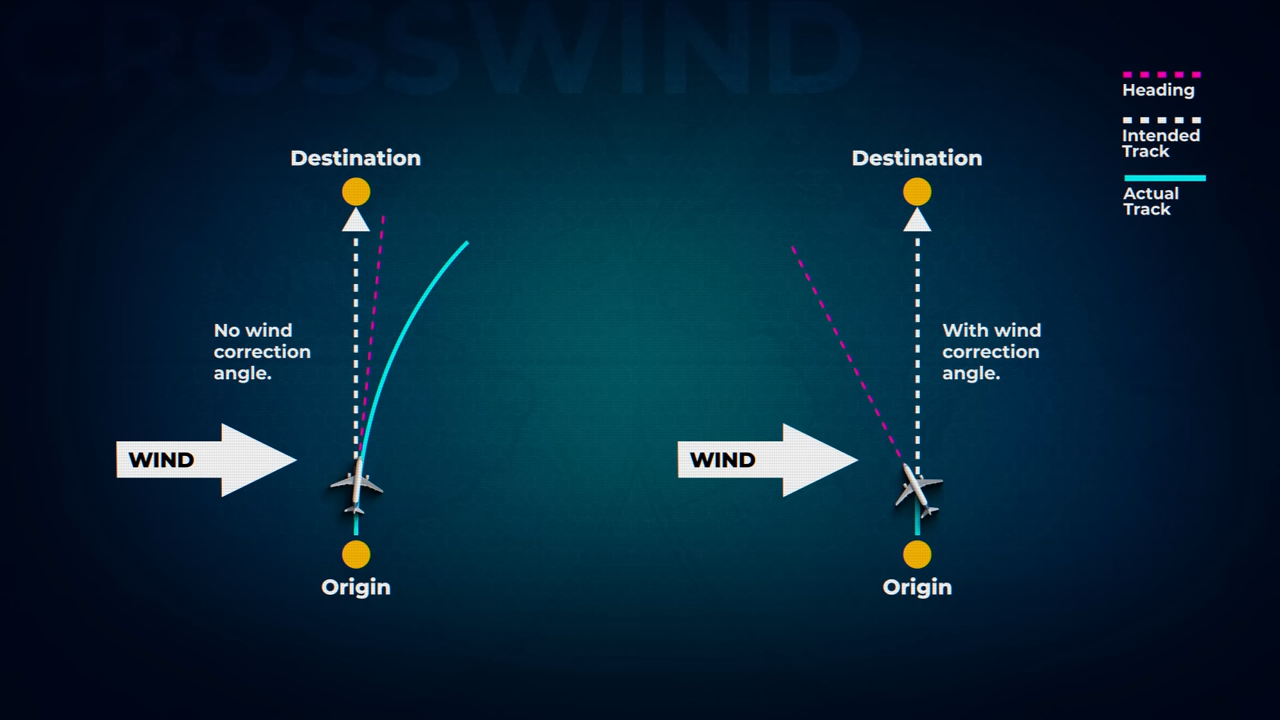 CROSSWIND
Heading
Intended
Track
Actual
Track
Destination
No wind
correction
angle.
WIND
Origin
Destination
With wind
correction
angle.
WIND
Origin